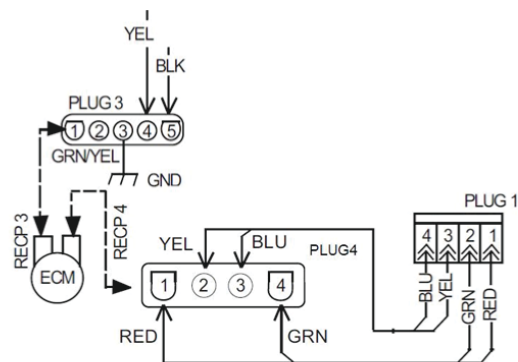 YEL
BLK
PLUG 3
1 2 3 4 5
GRN/YEL
GND
RECP 3
RECP 4
ECM
PLUG 1
4 3 2 1
BLU
YEL
GRN
RED
YEL
BLU
PLUG4
1 2 3 4
RED
GRN